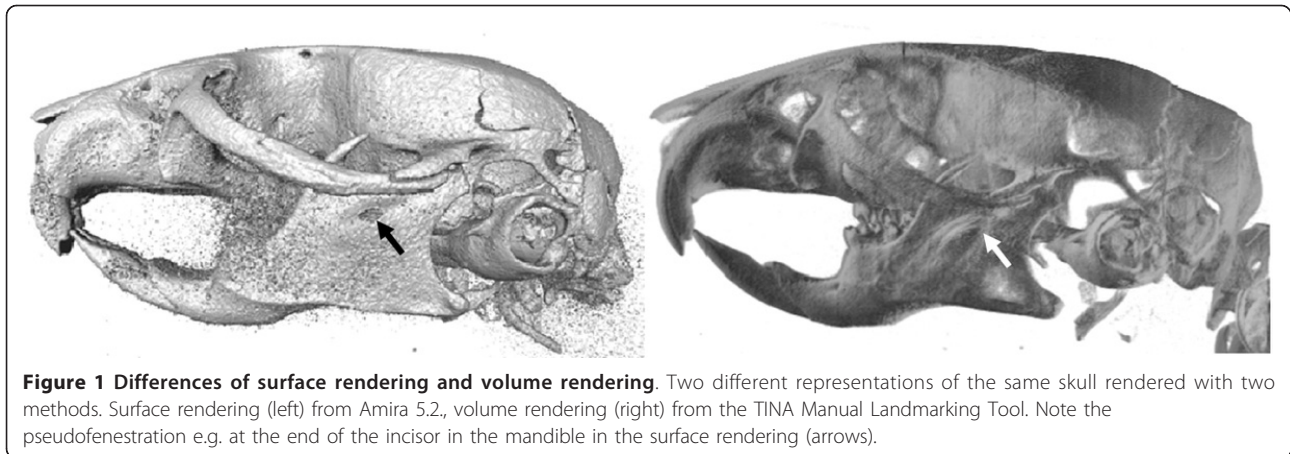 Figure 1 Differences of surface rendering and volume rendering. Two different representations of the same skull rendered with two
methods. Surface rendering (left) from Amira 5.2., volume rendering (right) from the TINA Manual Landmarking Tool. Note the
pseudofenestration e.g. at the end of the incisor in the mandible in the surface rendering (arrows).